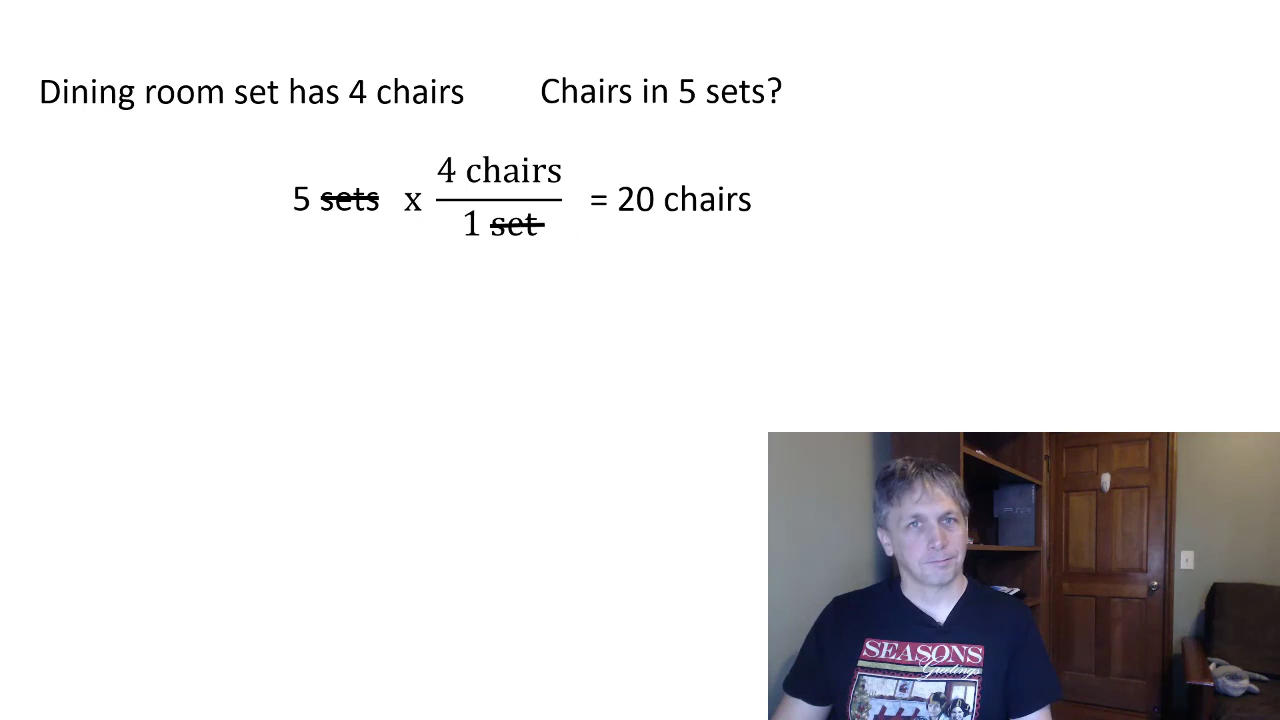 Dining room set has 4 chairs Chairs in 5 sets?
4 chairs
5 sets x = 20 chairs
1 set
SEASONS
Greetings